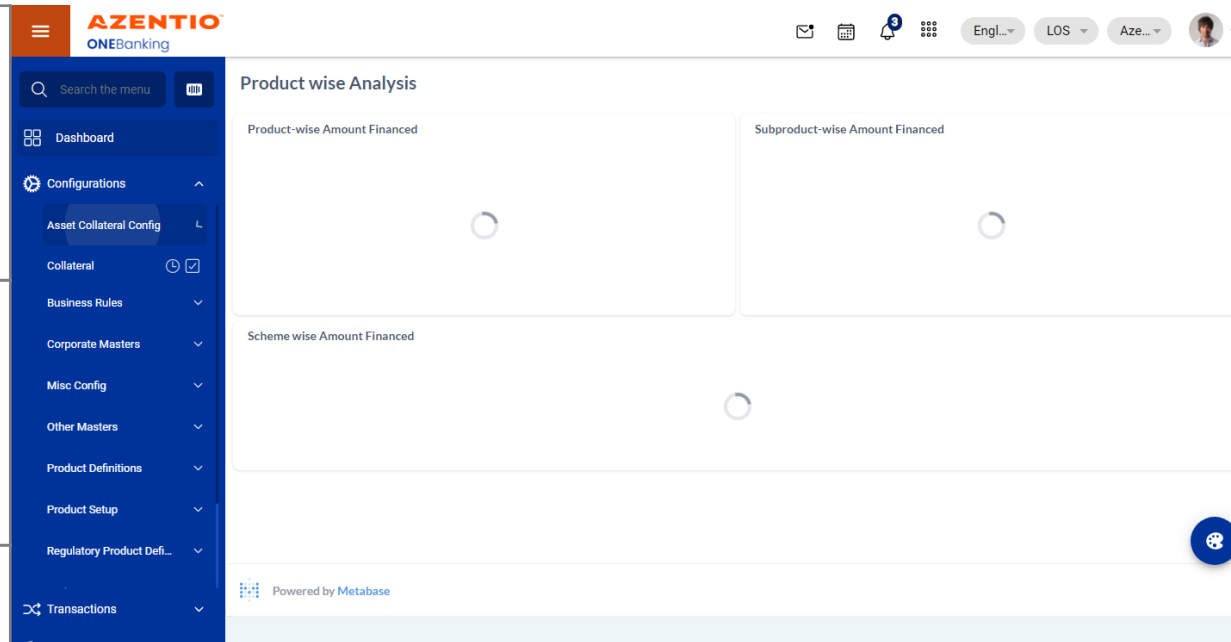 AZENTIO
ONEBanking
3
Engl...
LOS
Aze...
Search the menu
Dashboard
Configurations
Asset Collateral Config
Collateral
Business Rules
Corporate Masters
Misc Config
Other Masters
Product Definitions
Product Setup
Regulatory Product Defi...
Transactions
Product wise Analysis
Product-wise Amount Financed
Subproduct-wise Amount Financed
Scheme wise Amount Financed
Powered by Metabase